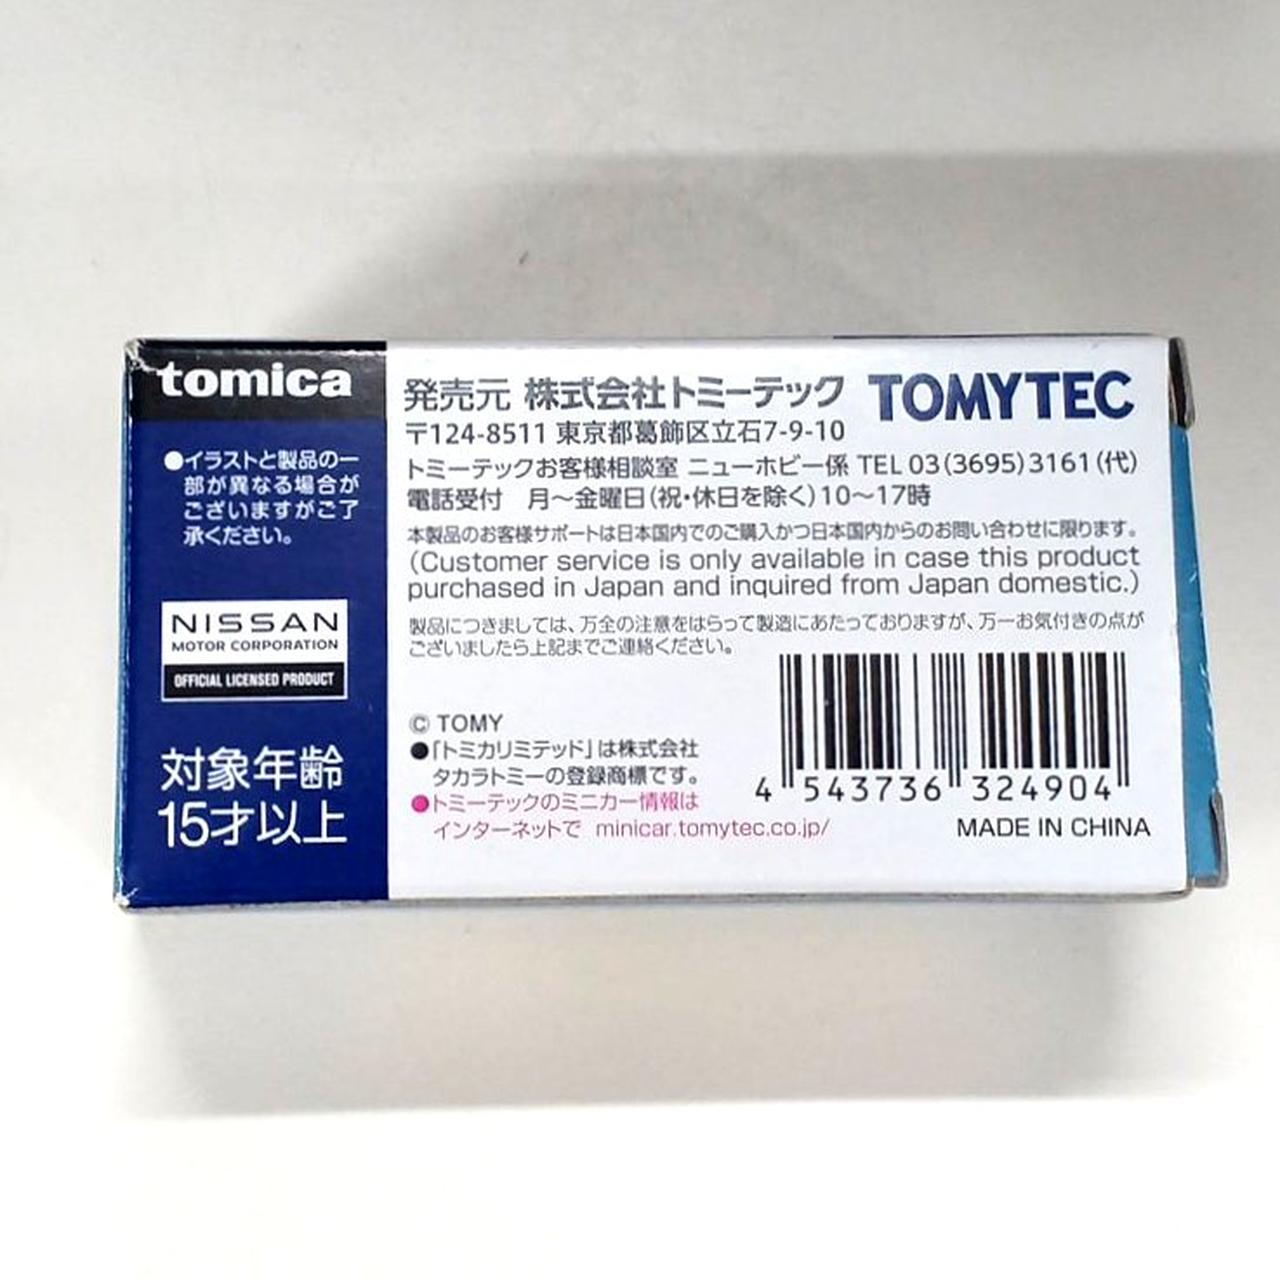 tomica
●イラストと製品の一
部が異なる場合が
ございますがご了
承ください。
NISSAN
MOTOR CORPORATION
OFFICIAL LICENSED PRODUCT
対象年齢
15才以上
発売元 株式会社トミーテック TOMYTEC
〒124-8511 東京都葛飾区立石7-9-10
トミーテックお客様相談室 ニューホビー係 TEL 03(3695)3161(代)
電話受付 月～金曜日(祝・休日を除く)10～17時
本製品のお客様サポートは日本国内でのご購入かつ日本国内からのお問い合わせに限ります。
(Customer service is only available in case this product
purchased in Japan and inquired from Japan domestic.)
製品につきましては、万全の注意をはらって製造にあたっておりますが、万一お気付きの点が
ございましたら上記までご連絡ください。
© TOMY
●「トミカリミテッド」は株式会社
タカラトミーの登録商標です。
●トミーテックのミニカー情報は
インターネットで minicar.tomytec.co.jp/
4 543736 324904
MADE IN CHINA